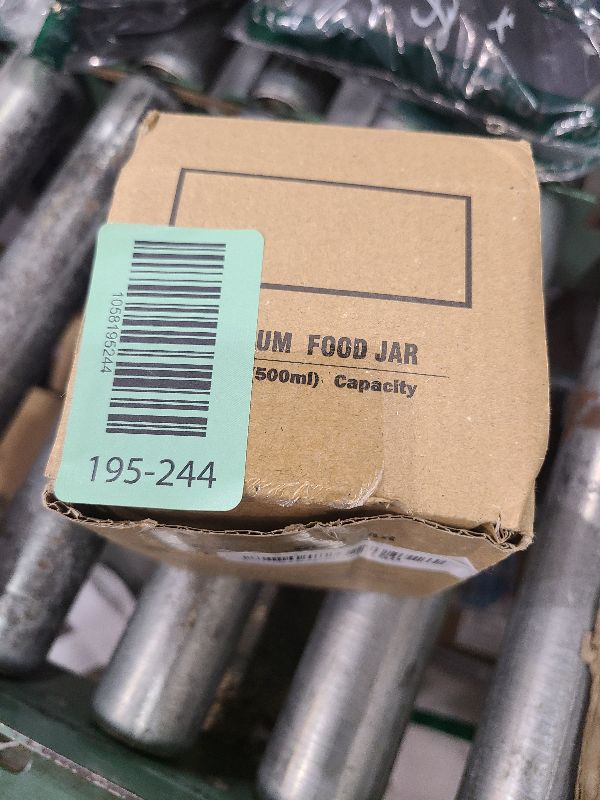 1058195244
195-244
UM FOOD JAR
(500ml) Capacity